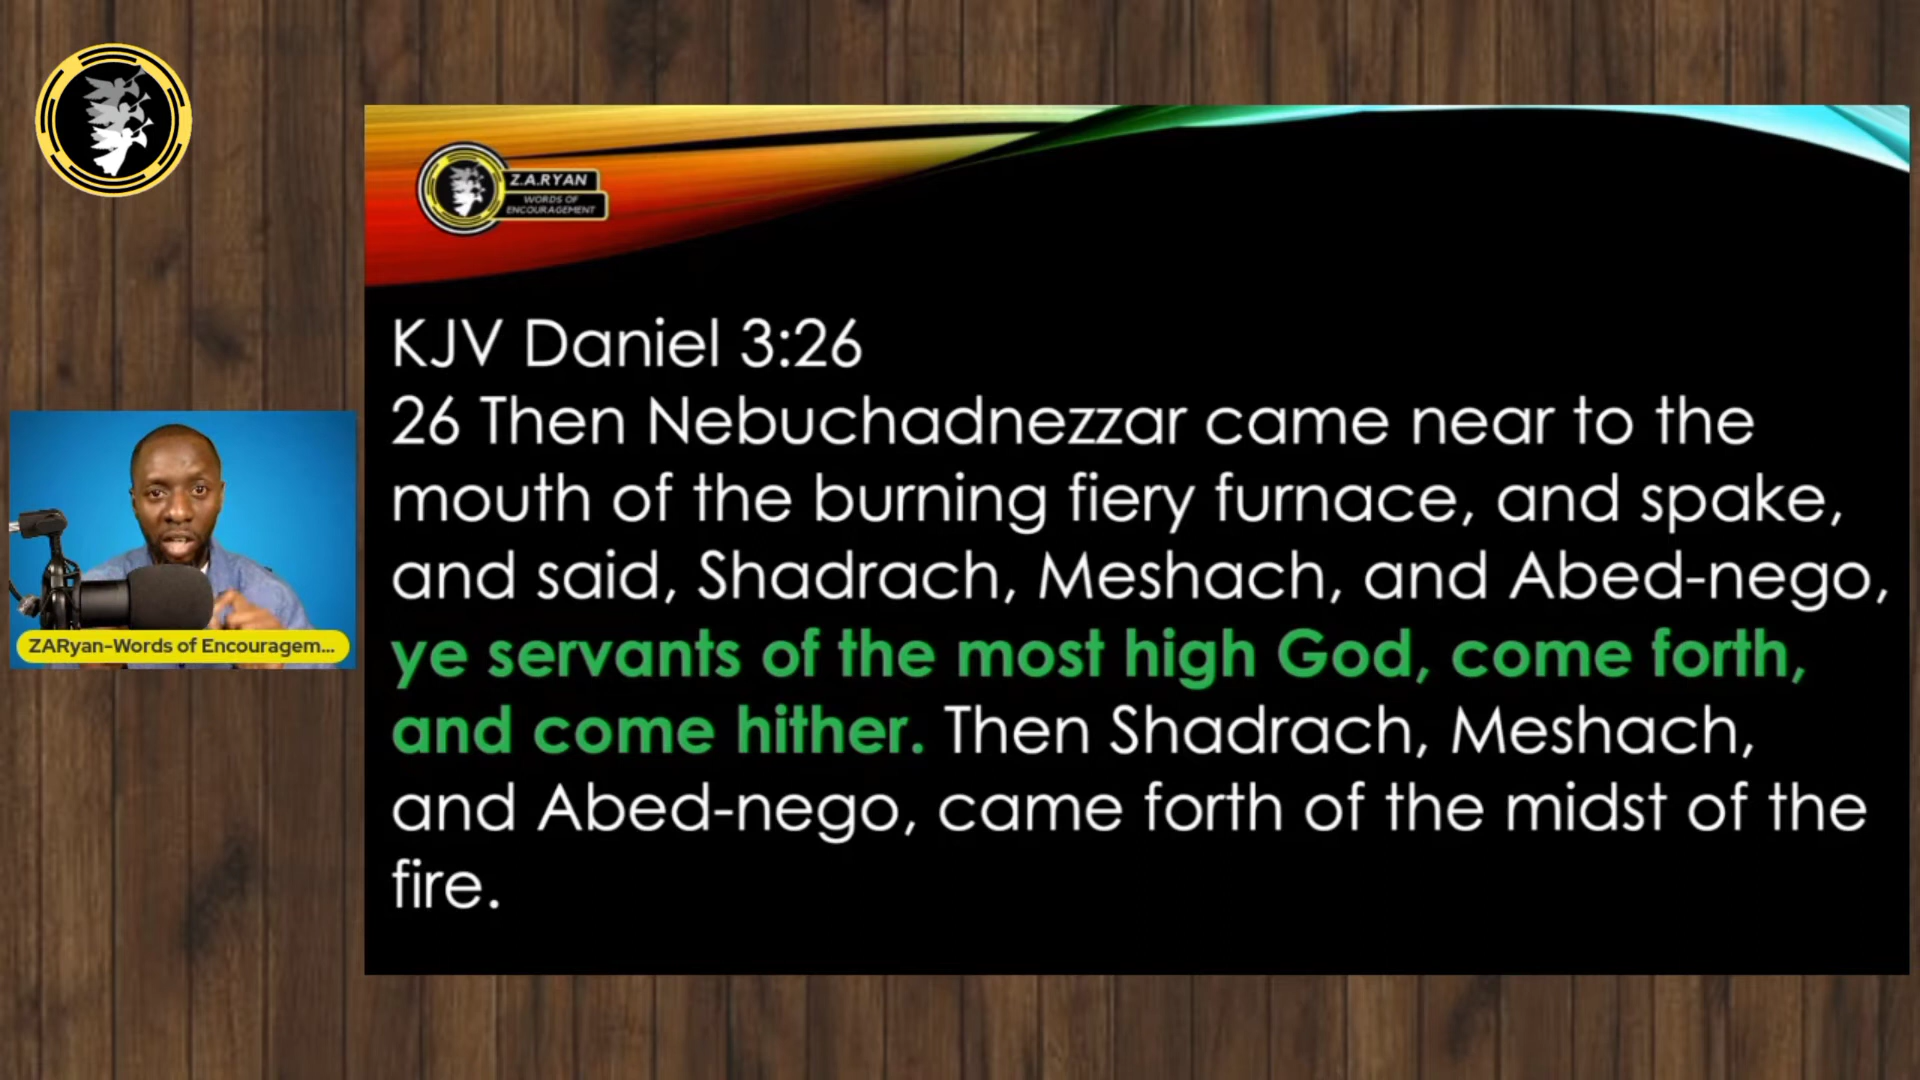 Z.A.RYAN
WORDS OF
ENCOURAGEMENT
KJV Daniel 3:26
26 Then Nebuchadnezzar came near to the
mouth of the burning fiery furnace, and spake,
and said, Shadrach, Meshach, and Abed-nego,
ye servants of the most high God, come forth,
and come hither. Then Shadrach, Meshach,
and Abed-nego, came forth of the midst of the
fire.
ZARyan-Words of Encouragem...